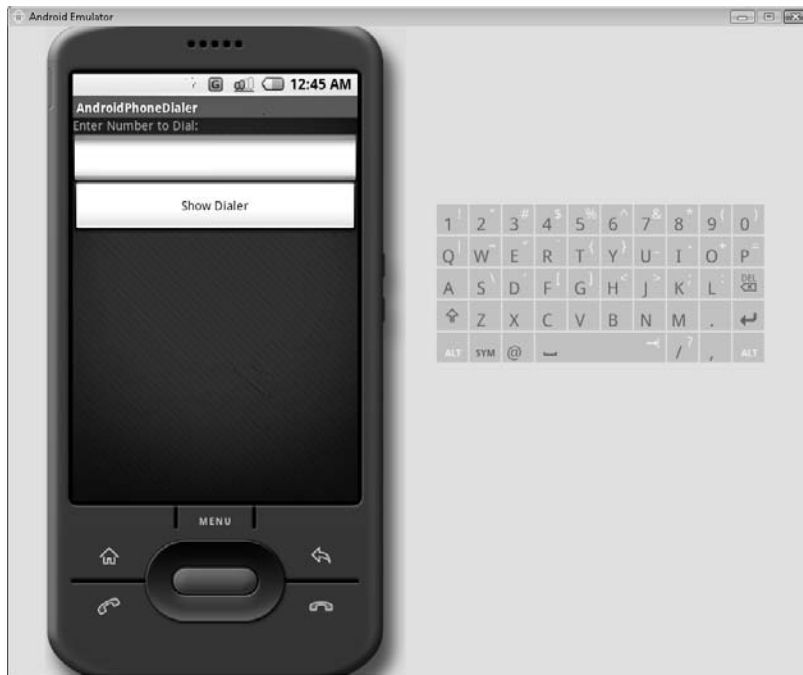 Android Emulator
G 12:45 AM
AndroidPhoneDialer
Enter Number to Dial:
Show Dialer
MENU
1 ! 2 3 # 4 $ 5 % 6 ^ 7 & 8 * 9 ( 0 )
Q W E R T { Y } U - I O + P =
A S \ D F [ G ] H < J > K L : DEL
Z X C V B N M .
ALT SYM @ / ? , ALT